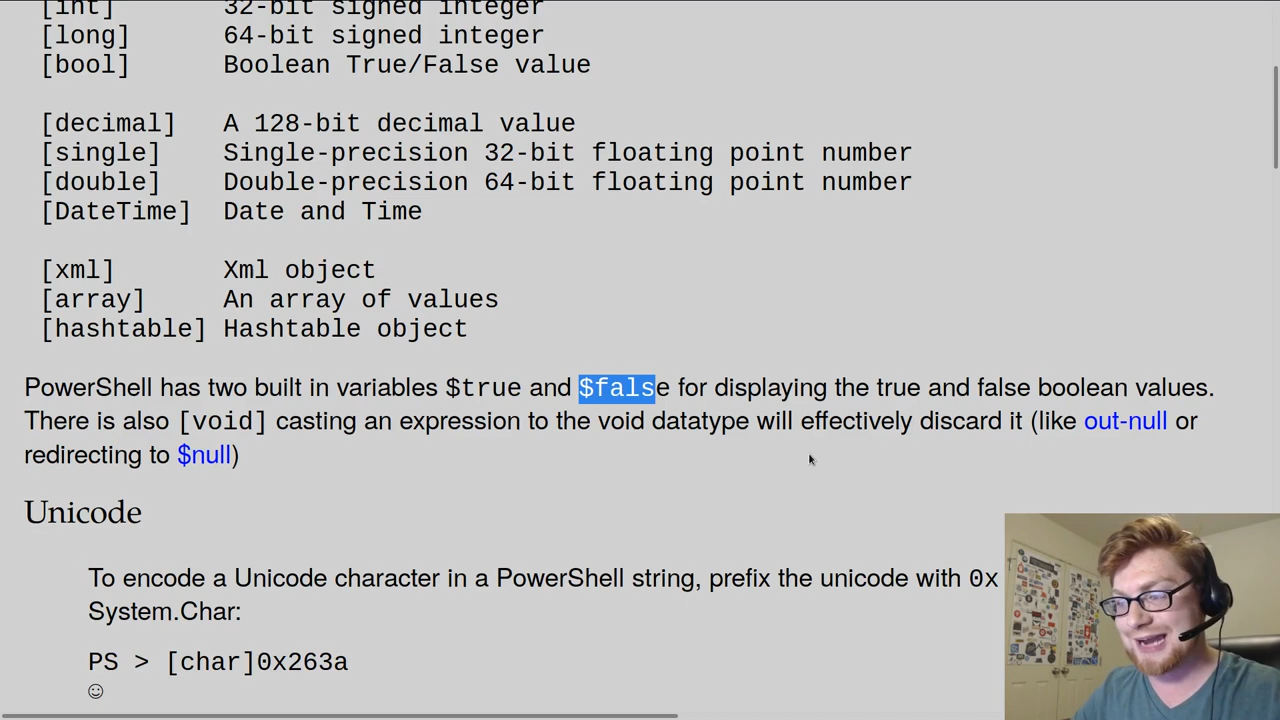 [int] 32-bit signed integer
[long] 64-bit signed integer
[bool] Boolean True/False value
[decimal] A 128-bit decimal value
[single] Single-precision 32-bit floating point number
[double] Double-precision 64-bit floating point number
[DateTime] Date and Time
[xml] Xml object
[array] An array of values
[hashtable] Hashtable object
PowerShell has two built in variables $true and $false for displaying the true and false boolean values.
There is also [void] casting an expression to the void datatype will effectively discard it (like out-null or
redirecting to $null)
Unicode
To encode a Unicode character in a PowerShell string, prefix the unicode with 0x
System.Char:
PS > [char]0x263a
☺